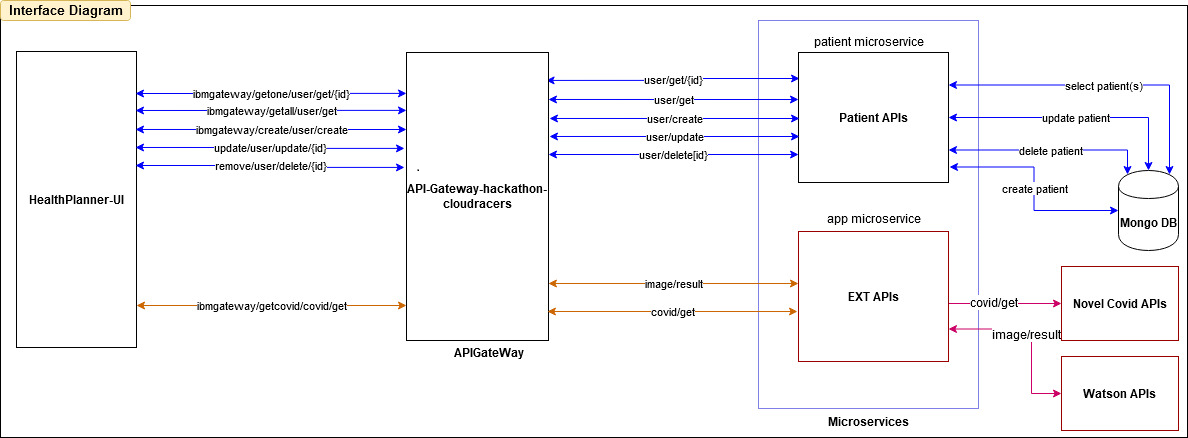 Interface Diagram
HealthPlanner-UI
ibmgateway/getone/user/get/{id}
ibmgateway/getall/user/get
ibmgateway/create/user/create
update/user/update/{id}
remove/user/delete/{id}
ibmgateway/getcovid/covid/get
.
API-Gateway-hackathon-
cloudracers
APIGateWay
user/get/{id}
user/get
user/create
user/update
user/delete[id}
image/result
covid/get
patient microservice
Patient APIs
app microservice
EXT APIs
Microservices
select patient(s)
update patient
delete patient
create patient
Mongo DB
covid/get
image/result
Novel Covid APIs
Watson APIs